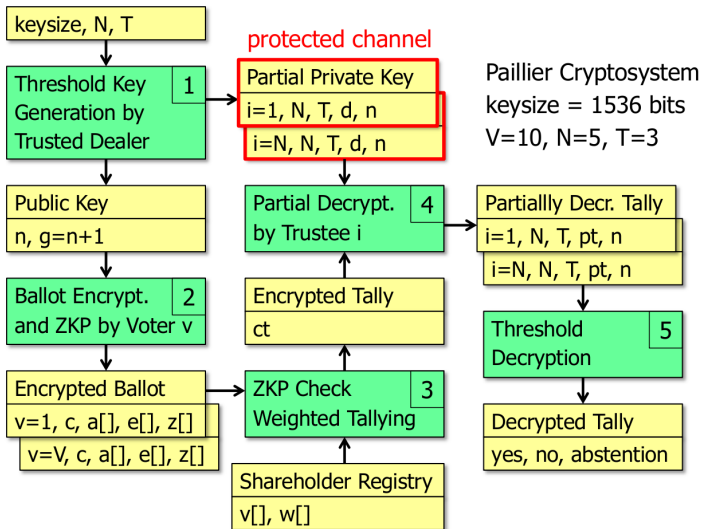 keysize, N, T
protected channel
Threshold Key
Generation by
Trusted Dealer
1
Partial Private Key
i=1, N, T, d, n
i=N, N, T, d, n
Paillier Cryptosystem
keysize = 1536 bits
V=10, N=5, T=3
Public Key
n, g=n+1
Partial Decrypt.
by Trustee i
4
Partiallly Decr. Tally
i=1, N, T, pt, n
i=N, N, T, pt, n
Ballot Encrypt.
and ZKP by Voter v
2
Encrypted Tally
ct
Threshold
Decryption
5
Encrypted Ballot
v=1, c, a[], e[], z[]
v=V, c, a[], e[], z[]
ZKP Check
Weighted Tallying
3
Decrypted Tally
yes, no, abstention
Shareholder Registry
v[], w[]